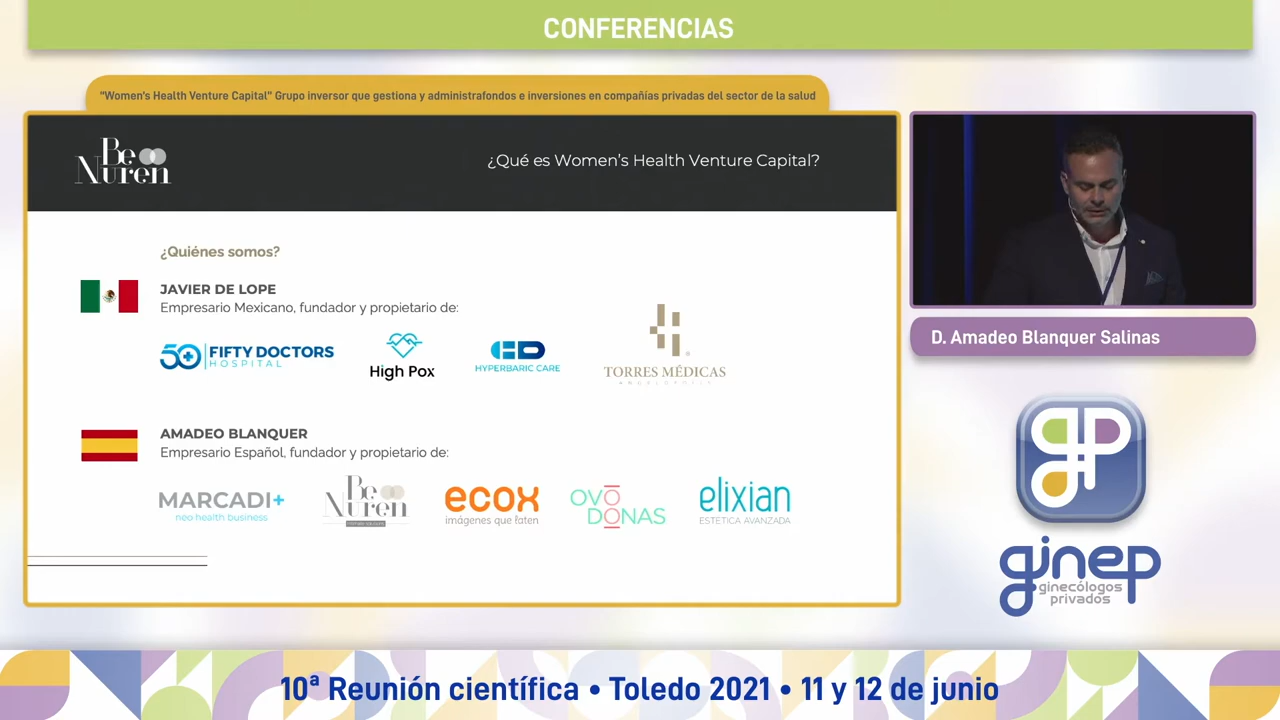 CONFERENCIAS
"Women's Health Venture Capital" Grupo inversor que gestiona y administrafondos e inversiones en compañías privadas del sector de la salud
Be
Nuren
¿Qué es Women's Health Venture Capital?
¿Quiénes somos?
JAVIER DE LOPE
Empresario Mexicano, fundador y propietario de:
50 FIFTY DOCTORS
HOSPITAL
High Pox
HYPERBARIC CARE
TORRES MÉDICAS
ANGELÓPOLIS
AMADEO BLANQUER
Empresario Español, fundador y propietario de:
MARCADI+
neo health business
Be
Nuren
ecox
imágenes que laten
OVO
DONAS
elixian
ESTÉTICA AVANZADA
D. Amadeo Blanquer Salinas
ginep
ginecólogos
privados
10ª Reunión científica • Toledo 2021 • 11 y 12 de junio